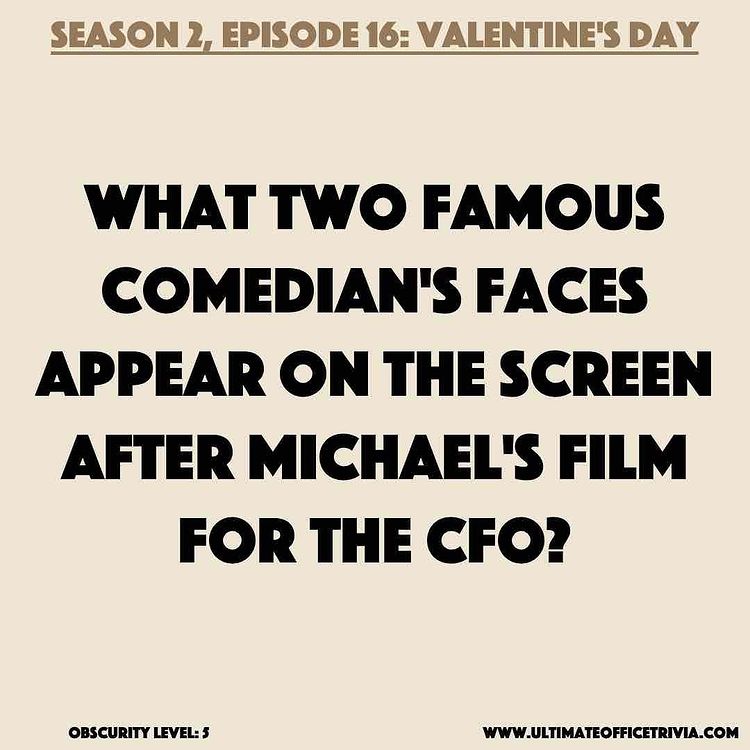 SEASON 2, EPISODE 16: VALENTINE'S DAY
WHAT TWO FAMOUS
COMEDIAN'S FACES
APPEAR ON THE SCREEN
AFTER MICHAEL'S FILM
FOR THE CFO?
OBSCURITY LEVEL: 5
WWW.ULTIMATEOFFICETRIVIA.COM